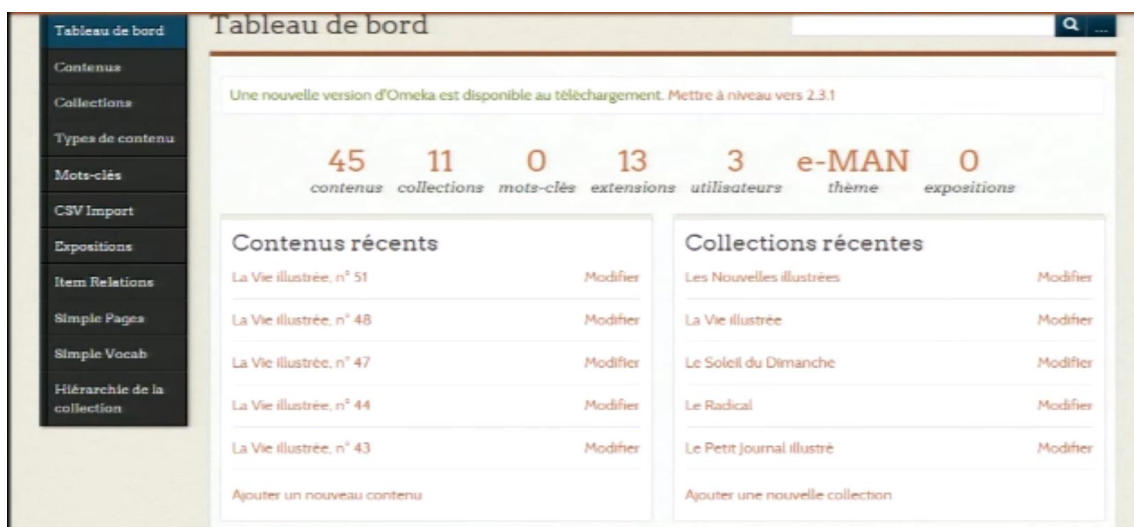 Tableau de bord
Contenus
Collections
Types de contenu
Mots-clés
CSV Import
Expositions
Item Relations
Simple Pages
Simple Vocab
Hiérarchie de la
collection
Tableau de bord
...
Une nouvelle version d'Omeka est disponible au téléchargement. Mettre à niveau vers 2.3.1
45 11 0 13 3 e-MAN 0
contenus collections mots-clés extensions utilisateurs thème expositions
Contenus récents
La Vie illustrée, n° 51 Modifier
La Vie illustrée, n° 48 Modifier
La Vie illustrée, n° 47 Modifier
La Vie illustrée, n° 44 Modifier
La Vie illustrée, n° 43 Modifier
Ajouter un nouveau contenu
Collections récentes
Les Nouvelles illustrées Modifier
La Vie illustrée Modifier
Le Soleil du Dimanche Modifier
Le Radical Modifier
Le Petit Journal illustré Modifier
Ajouter une nouvelle collection